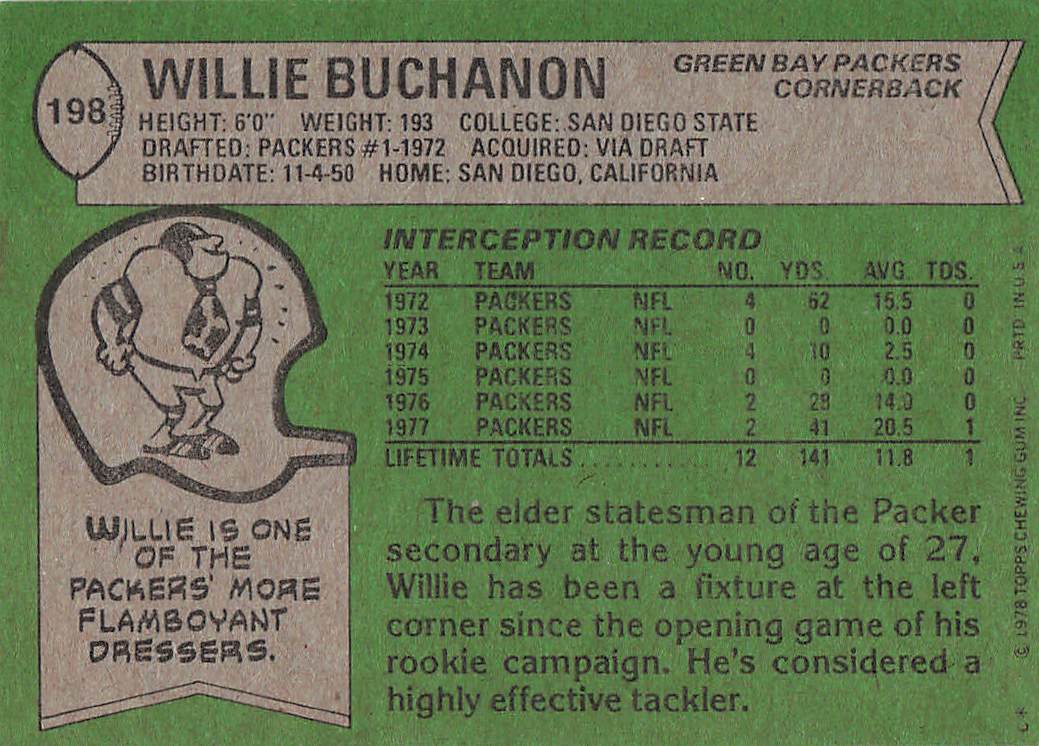 198
WILLIE BUCHANON
GREEN BAY PACKERS
CORNERBACK
HEIGHT: 6'0" WEIGHT: 193 COLLEGE: SAN DIEGO STATE
DRAFTED: PACKERS #1-1972 ACQUIRED: VIA DRAFT
BIRTHDATE: 11-4-50 HOME: SAN DIEGO, CALIFORNIA
INTERCEPTION RECORD
YEAR TEAM NO. YDS. AVG. TDS.
1972 PACKERS NFL 4 62 15.5 0
1973 PACKERS NFL 0 0 0.0 0
1974 PACKERS NFL 4 10 2.5 0
1975 PACKERS NFL 0 0 0.0 0
1976 PACKERS NFL 2 28 14.0 0
1977 PACKERS NFL 2 41 20.5 1
LIFETIME TOTALS............ 12 141 11.8 1
WILLIE IS ONE
OF THE
PACKERS' MORE
FLAMBOYANT
DRESSERS.
The elder statesman of the Packer
secondary at the young age of 27,
Willie has been a fixture at the left
corner since the opening game of his
rookie campaign. He's considered a
highly effective tackler.
© 1978 TOPPS CHEWING GUM INC. PRTD IN U.S.A.
C*